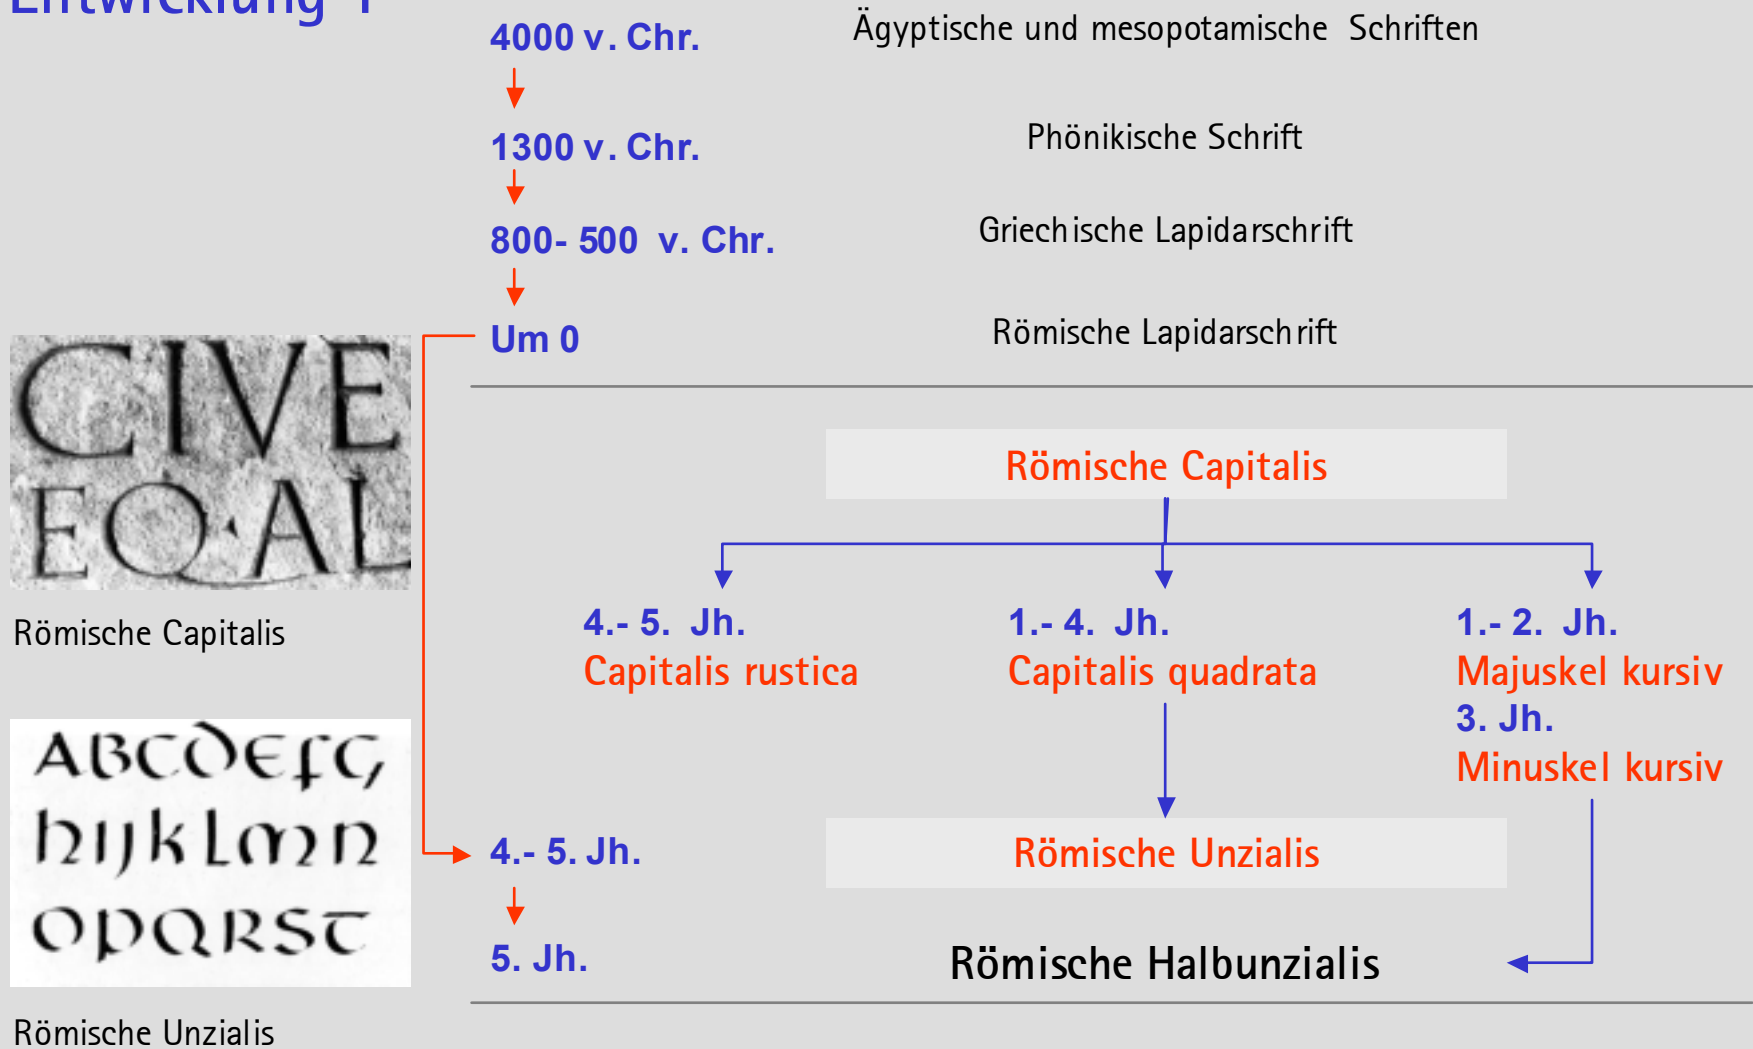 Entwicklung 1
4000 v. Chr. Ägyptische und mesopotamische Schriften
1300 v. Chr. Phönikische Schrift
800- 500 v. Chr. Griechische Lapidarschrift
Um 0 Römische Lapidarschrift
CIVE
EQ·AL
Römische Capitalis
Römische Capitalis
4.- 5. Jh.
Capitalis rustica
1.- 4. Jh.
Capitalis quadrata
1.- 2. Jh.
Majuskel kursiv
3. Jh.
Minuskel kursiv
ABCDEFG
HIJKLMN
OPQRST
Römische Unzialis
4.- 5. Jh. Römische Unzialis
5. Jh. Römische Halbunzialis